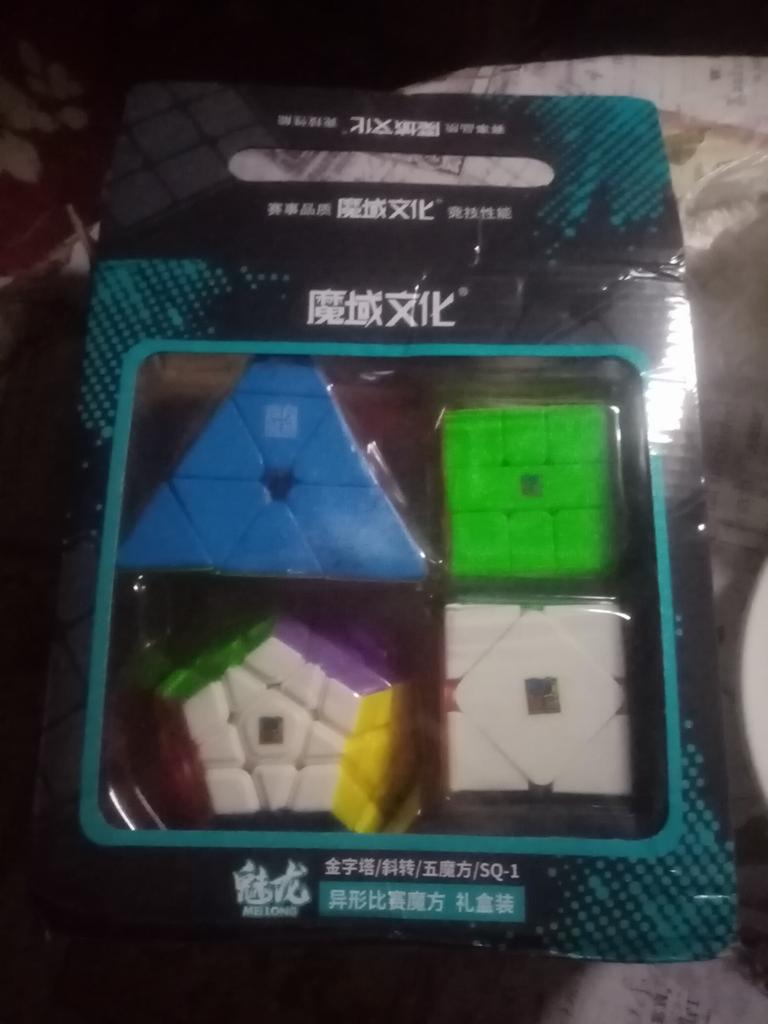 赛事品质 魔域文化® 竞技性能
赛事品质 魔域文化® 竞技性能
魔域文化®
魅龙
MEILONG
金字塔/斜转/五魔方/SQ-1
异形比赛魔方 礼盒装